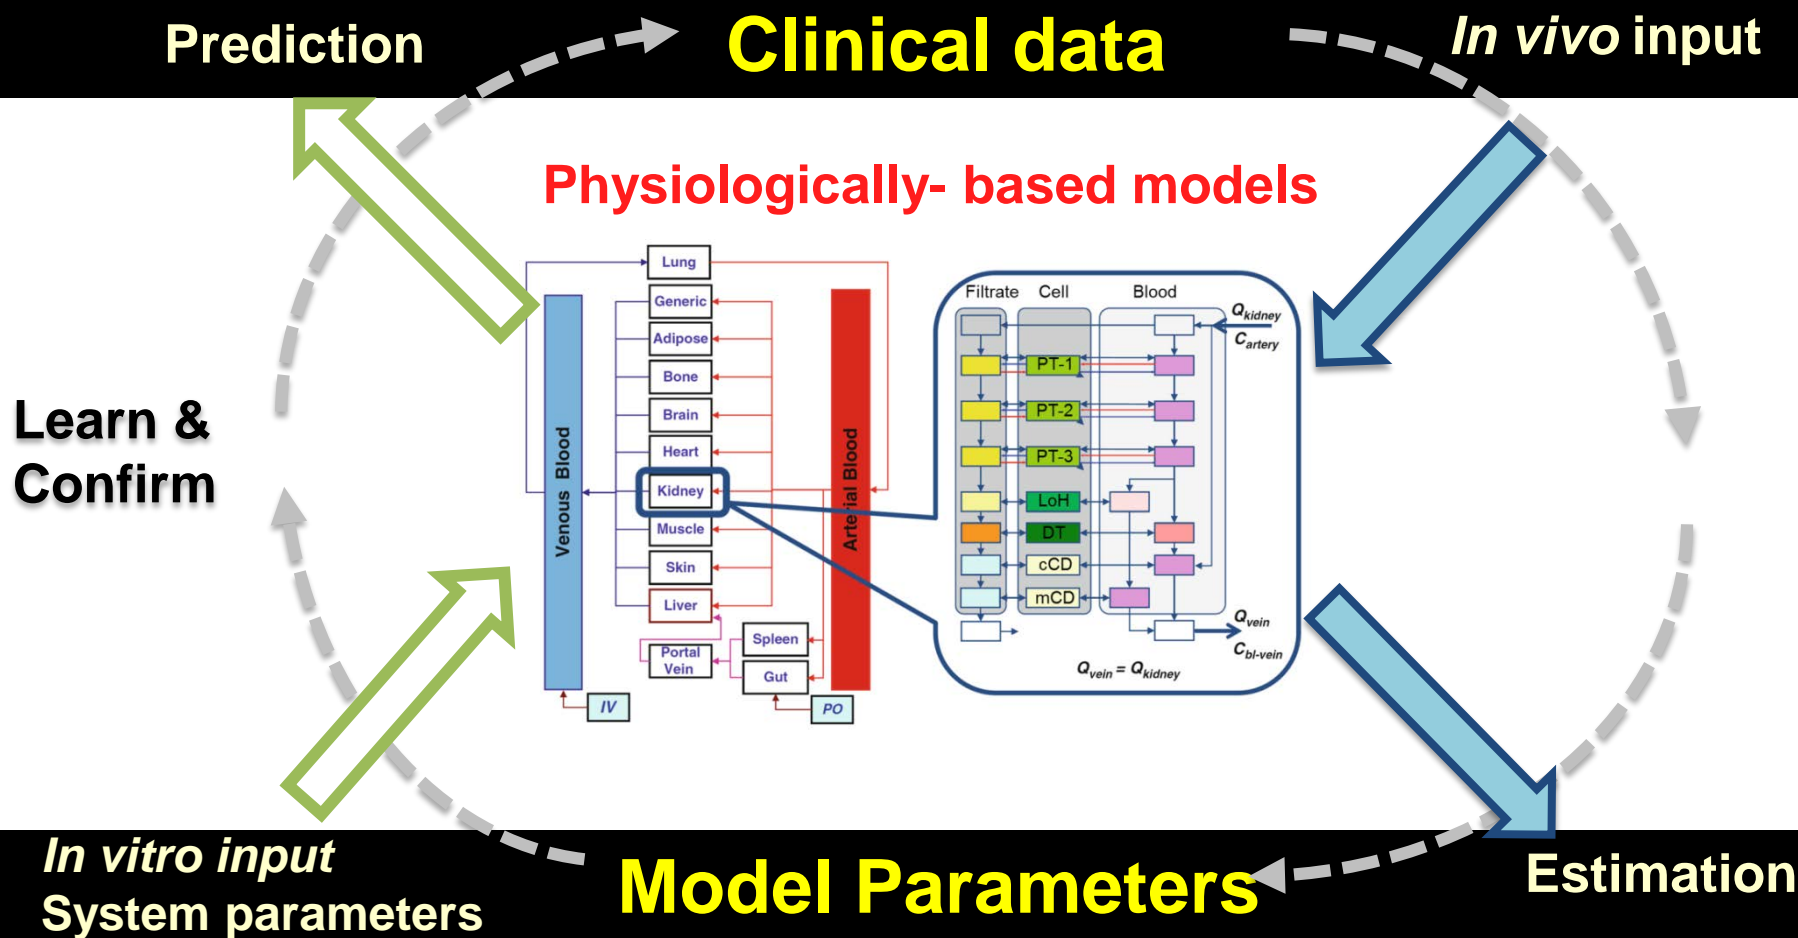 Prediction
Clinical data
In vivo input
Physiologically- based models
Learn &
Confirm
Venous Blood
Lung
Generic
Adipose
Bone
Brain
Heart
Kidney
Muscle
Skin
Liver
Portal
Vein
Spleen
Gut
IV
PO
Arterial Blood
Filtrate Cell Blood
Qkidney
Cartery
PT-1
PT-2
PT-3
LoH
DT
cCD
mCD
Qvein
Cbl-vein
Qvein = Qkidney
In vitro input
System parameters
Model Parameters
Estimation